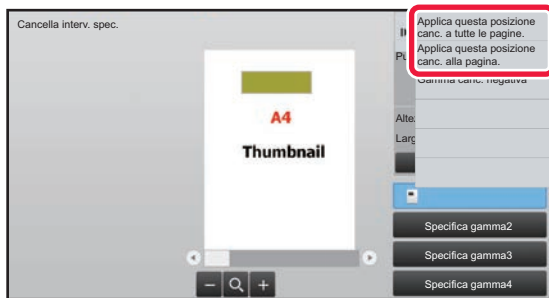 Cancella interv. spec.
Applica questa posizione
canc. a tutte le pagine.
Applica questa posizione
canc. alla pagina.
Gamma canc. negativa
A4
Thumbnail
Specifica gamma2
Specifica gamma3
Specifica gamma4